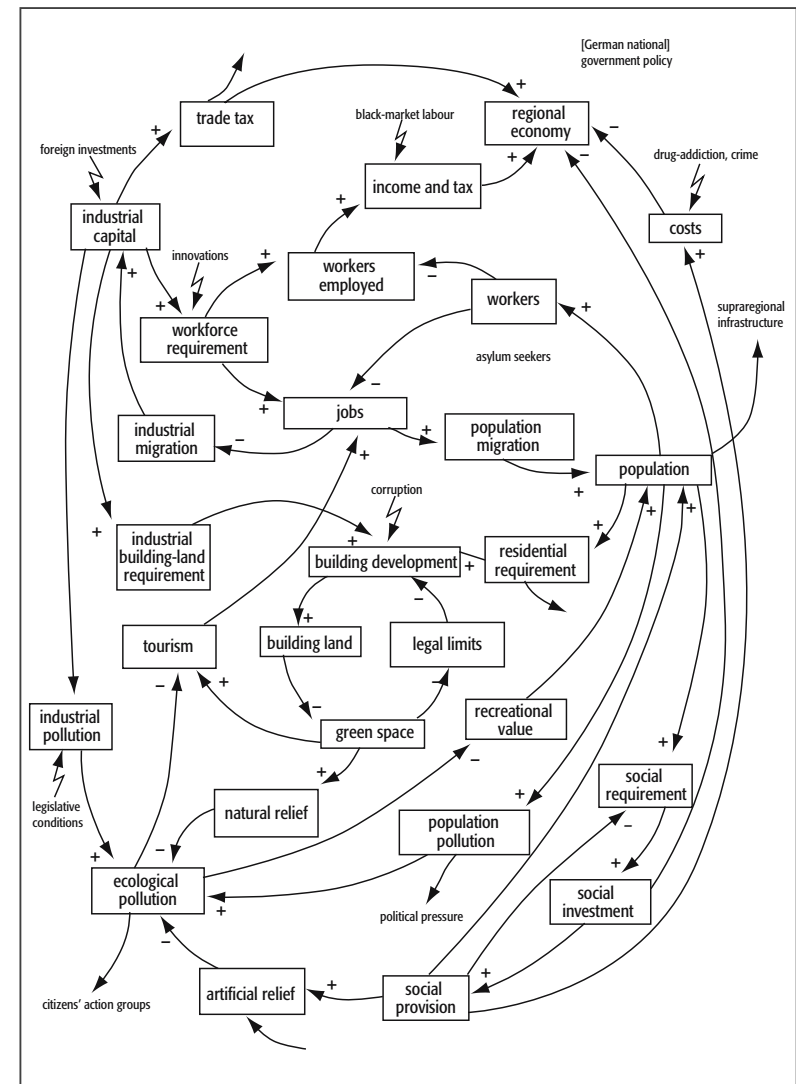 [German national]
government policy
trade tax
regional
economy
black-market labour
foreign investments
drug-addiction, crime
income and tax
industrial
capital
costs
innovations
workers
employed
workers
supraregional
infrastructure
workforce
requirement
asylum seekers
jobs
industrial
migration
population
migration
population
corruption
industrial
building-land
requirement
building development
residential
requirement
tourism
building land
legal limits
industrial
pollution
green space
recreational
value
legislative
conditions
natural relief
social
requirement
population
pollution
ecological
pollution
social
investment
political pressure
citizens' action groups
artificial relief
social
provision